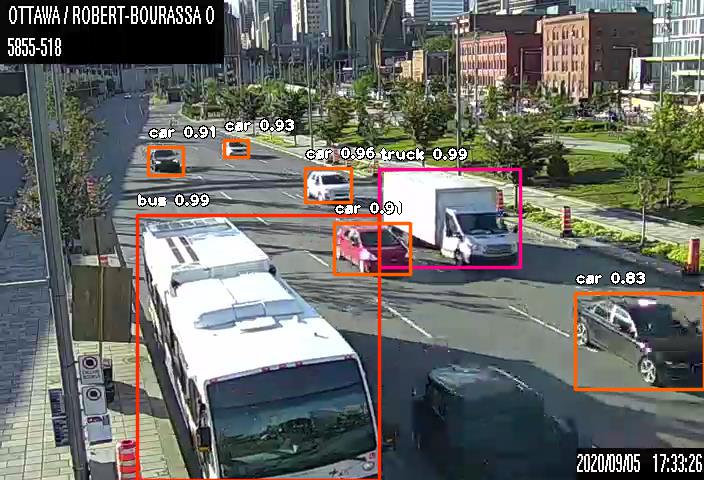 OTTAWA / ROBERT-BOURASSA O
5855-518
car 0.91
car 0.93
car 0.96
truck 0.99
bus 0.99
car 0.91
car 0.83
2020/09/05 17:33:26